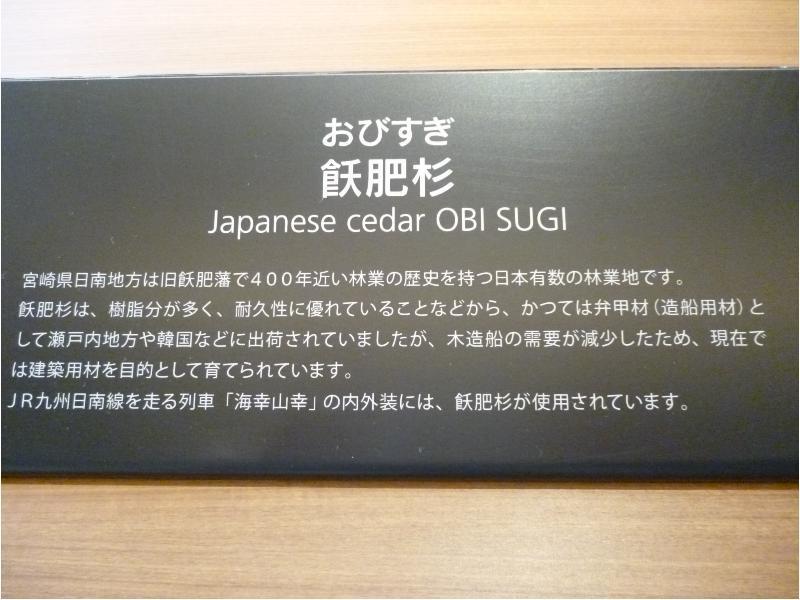 おびすぎ
飫肥杉
Japanese cedar OBI SUGI
宮崎県日南地方は旧飫肥藩で４００年近い林業の歴史を持つ日本有数の林業地です。
飫肥杉は、樹脂分が多く、耐久性に優れていることなどから、かつては弁甲材（造船用材）と
して瀬戸内地方や韓国などに出荷されていましたが、木造船の需要が減少したため、現在で
は建築用材を目的として育てられています。
ＪＲ九州日南線を走る列車「海幸山幸」の内外装には、飫肥杉が使用されています。